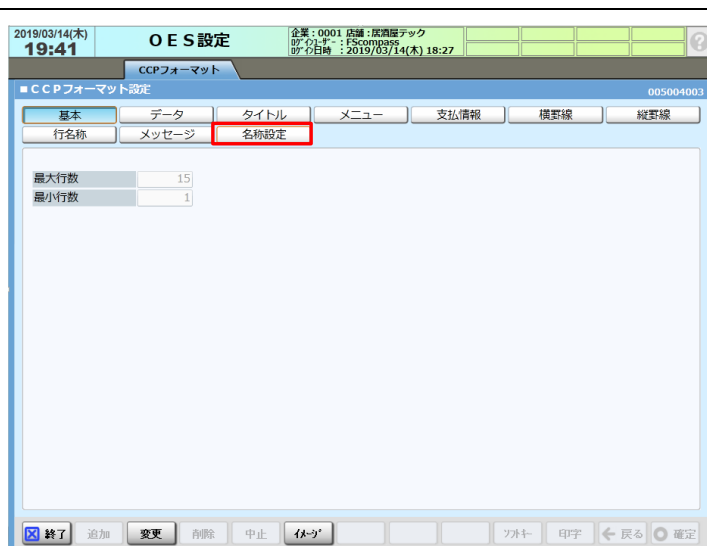 2019/03/14(木)
19:41
ＯＥＳ設定
企業：0001 店舗：居酒屋テック
ﾛｸﾞｲﾝﾕｰｻﾞｰ：FScompass
ﾛｸﾞｲﾝ日時 ：2019/03/14(木) 18:27
?
CCPフォーマット
■ＣＣＰフォーマット設定
005004003
基本 データ タイトル メニュー 支払情報 横罫線 縦罫線
行名称 メッセージ 名称設定
最大行数 15
最小行数 1
終了 追加 変更 削除 中止 ｲﾒｰｼﾞ ｿﾌﾄｷｰ 印字 戻る 確定